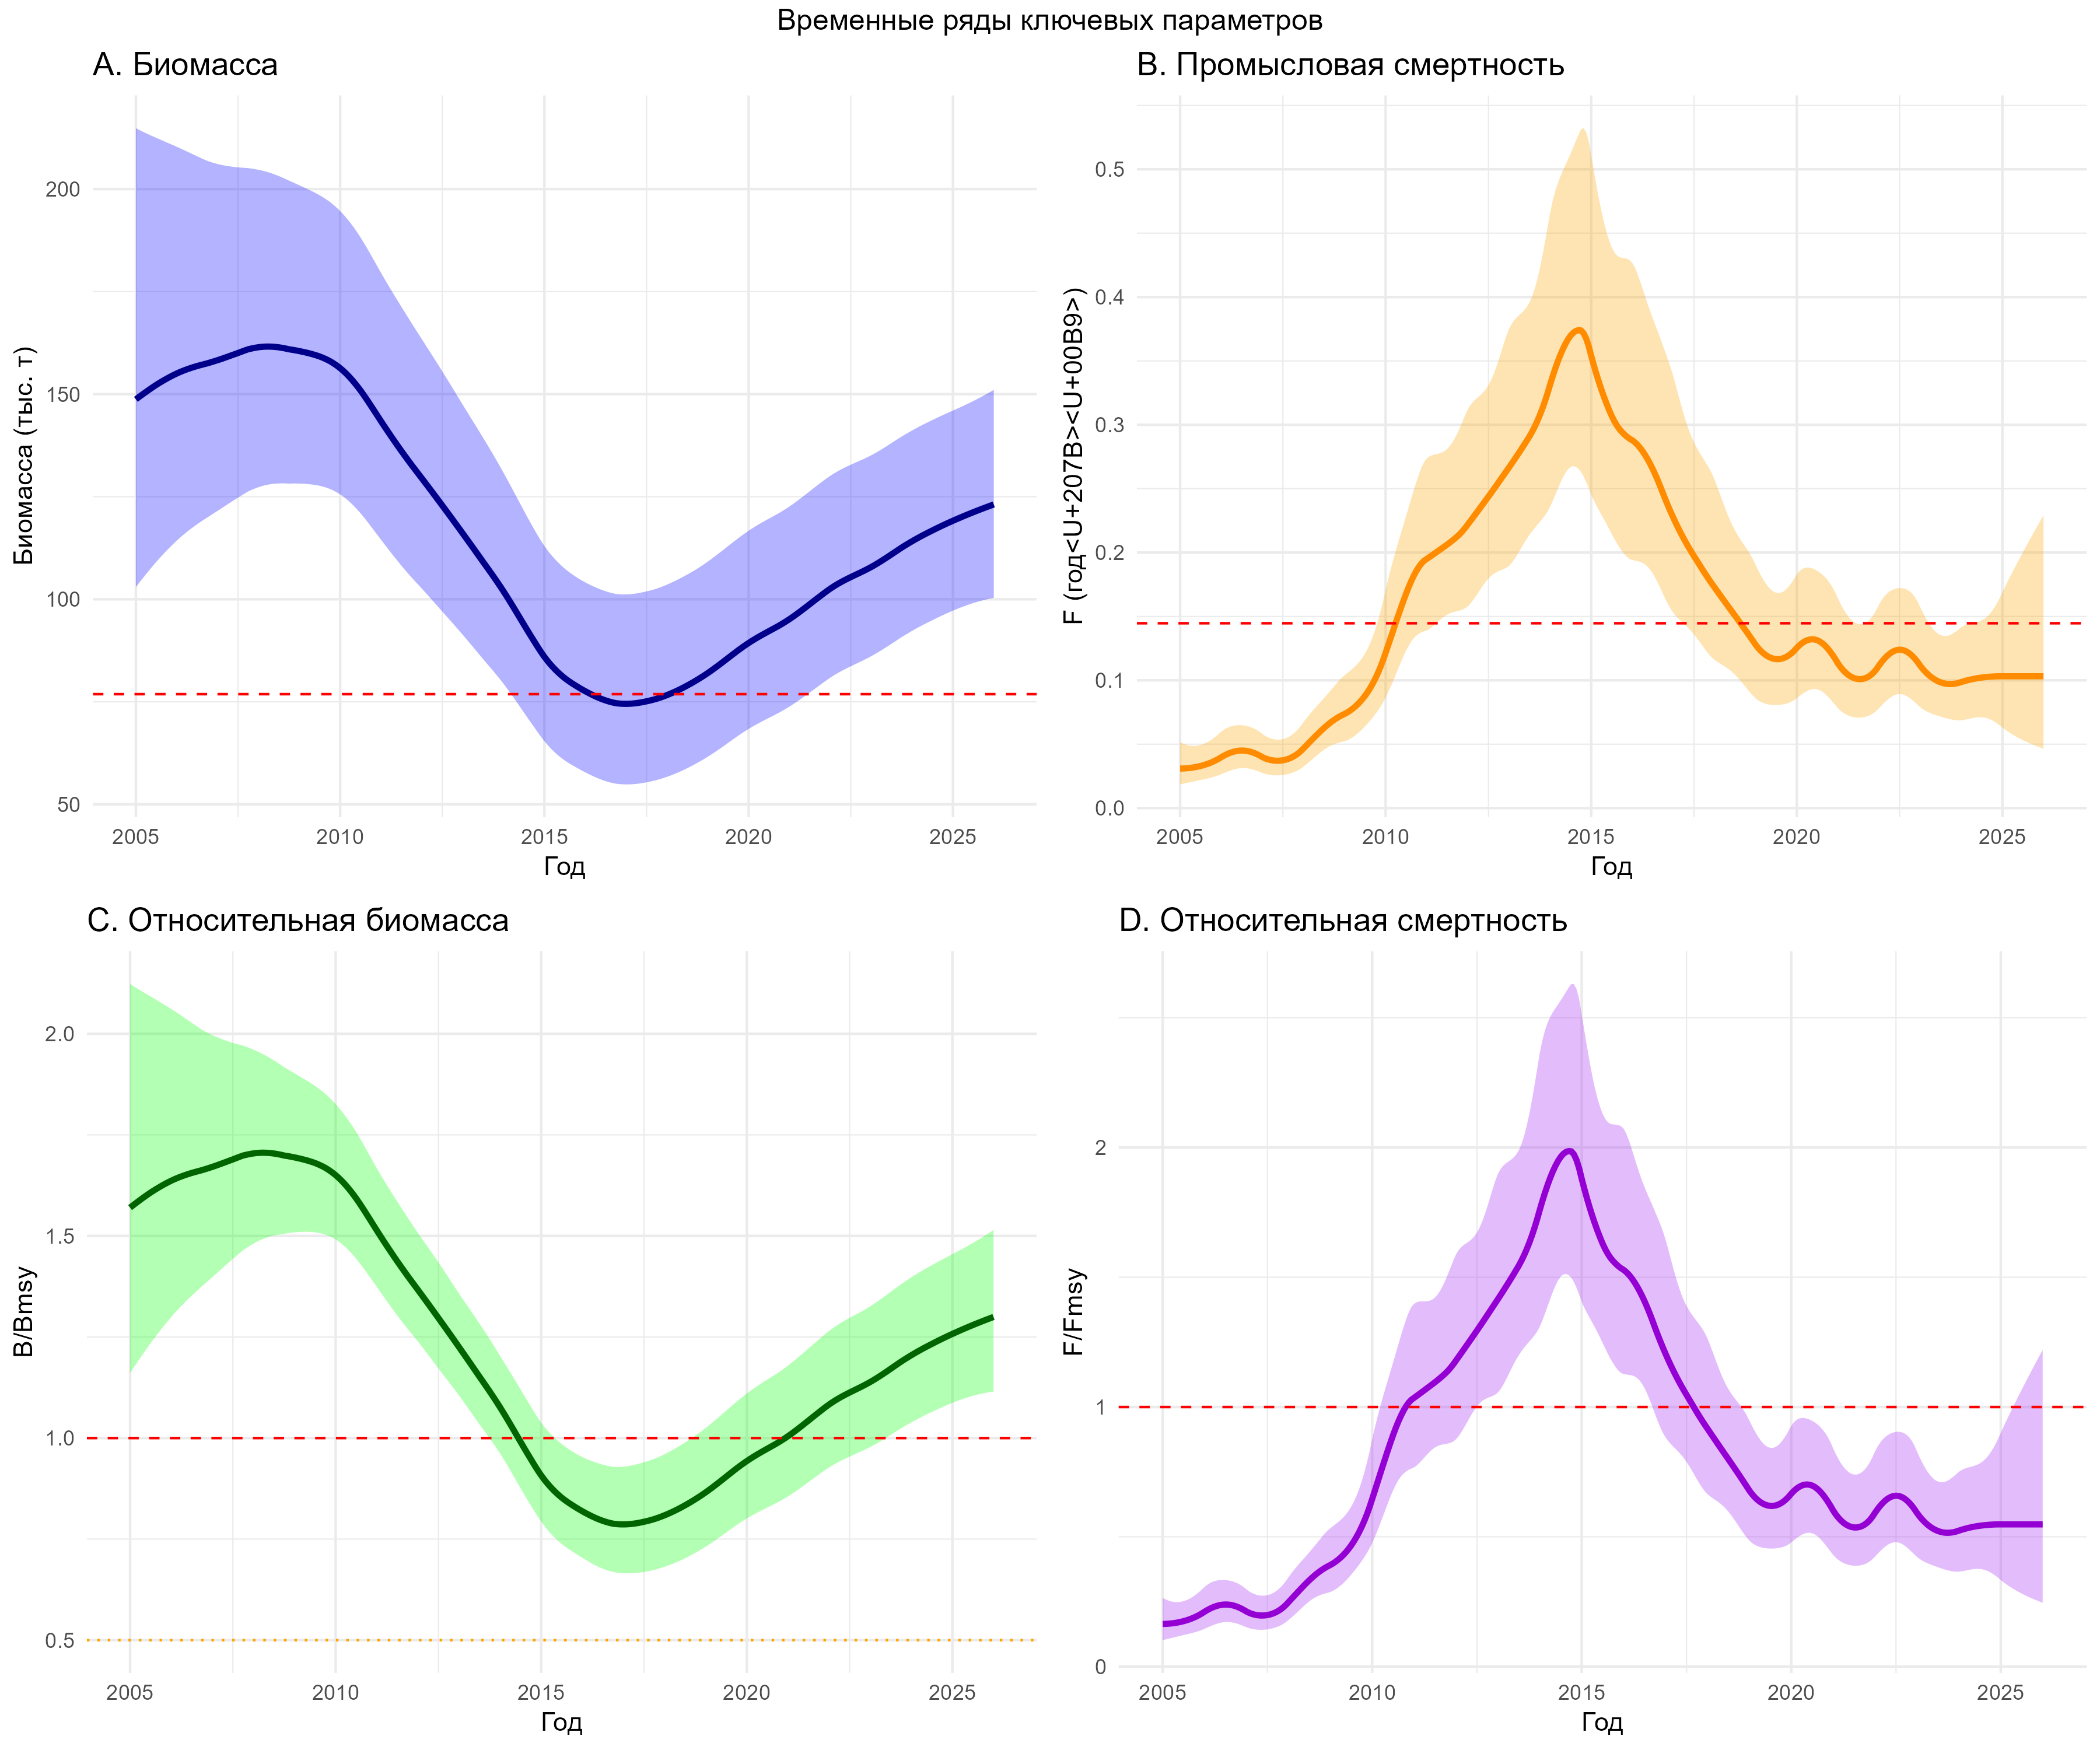 Временные ряды ключевых параметров
A. Биомасса
Биомасса (тыс. т)
200
150
100
50
2005 2010 2015 2020 2025
Год
B. Промысловая смертность
F (год<U+207B><U+00B9>)
0.5
0.4
0.3
0.2
0.1
0.0
2005 2010 2015 2020 2025
Год
C. Относительная биомасса
B/Bmsy
2.0
1.5
1.0
0.5
2005 2010 2015 2020 2025
Год
D. Относительная смертность
F/Fmsy
2
1
0
2005 2010 2015 2020 2025
Год